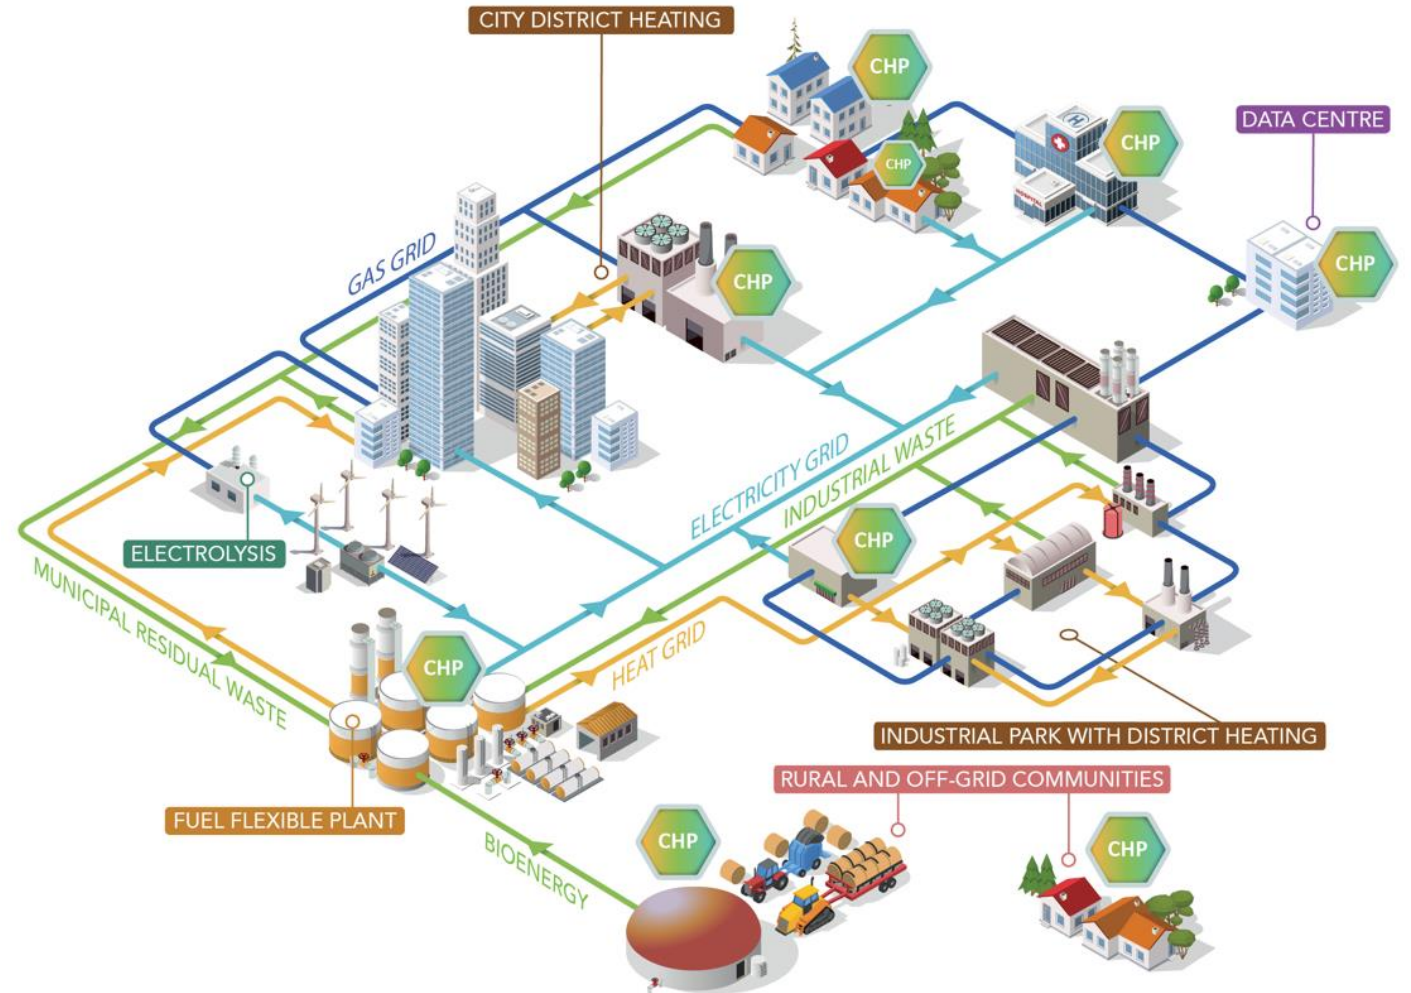 CITY DISTRICT HEATING
CHP
CHP
CHP
DATA CENTRE
H
HOSPITAL
CHP
CHP
GAS GRID
ELECTRICITY GRID
INDUSTRIAL WASTE
CHP
ELECTROLYSIS
MUNICIPAL RESIDUAL WASTE
CHP
HEAT GRID
INDUSTRIAL PARK WITH DISTRICT HEATING
RURAL AND OFF-GRID COMMUNITIES
FUEL FLEXIBLE PLANT
BIOENERGY
CHP
CHP